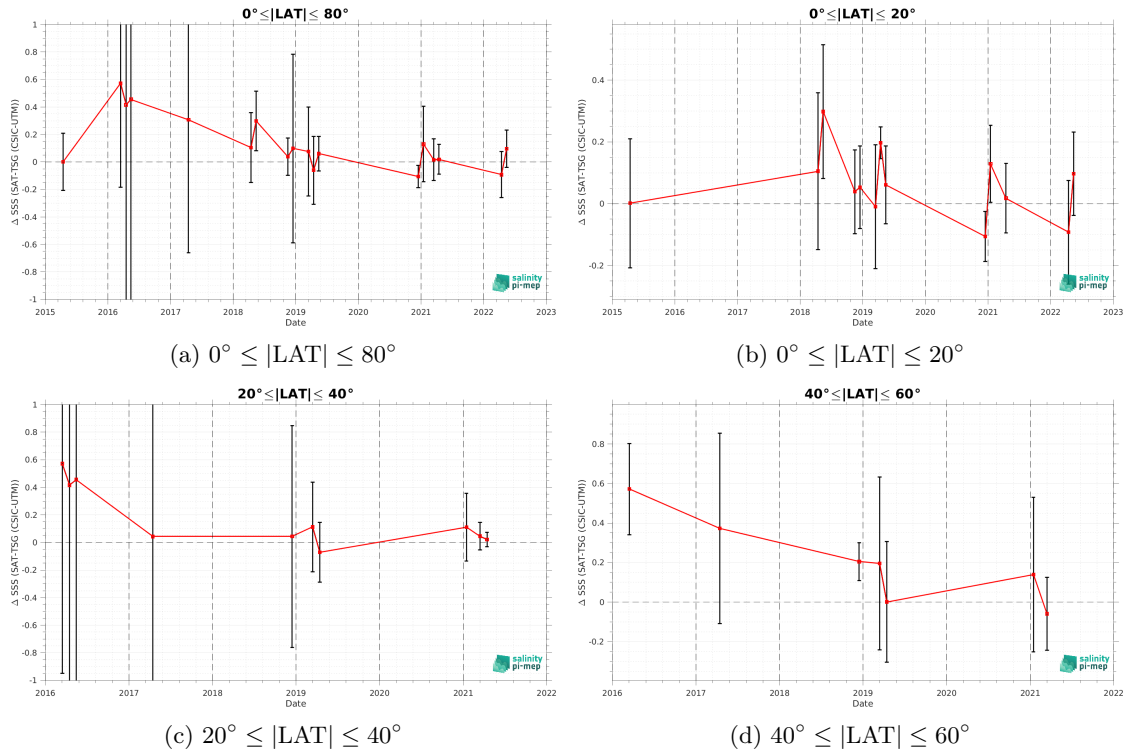 0°≤|LAT|≤ 80°
Δ SSS (SAT-TSG (CSIC-UTM))
1
0.8
0.6
0.4
0.2
0
-0.2
-0.4
-0.6
-0.8
-1
2015 2016 2017 2018 2019 2020 2021 2022 2023
Date
salinity
pi-mep
(a) 0° ≤ |LAT| ≤ 80°
0°≤|LAT|≤ 20°
Δ SSS (SAT-TSG (CSIC-UTM))
0.4
0.2
0
-0.2
2015 2016 2017 2018 2019 2020 2021 2022 2023
Date
salinity
pi-mep
(b) 0° ≤ |LAT| ≤ 20°
20°≤|LAT|≤ 40°
Δ SSS (SAT-TSG (CSIC-UTM))
1
0.8
0.6
0.4
0.2
0
-0.2
-0.4
-0.6
-0.8
-1
2016 2017 2018 2019 2020 2021 2022
Date
salinity
pi-mep
(c) 20° ≤ |LAT| ≤ 40°
40°≤|LAT|≤ 60°
Δ SSS (SAT-TSG (CSIC-UTM))
0.8
0.6
0.4
0.2
0
-0.2
2016 2017 2018 2019 2020 2021 2022
Date
salinity
pi-mep
(d) 40° ≤ |LAT| ≤ 60°